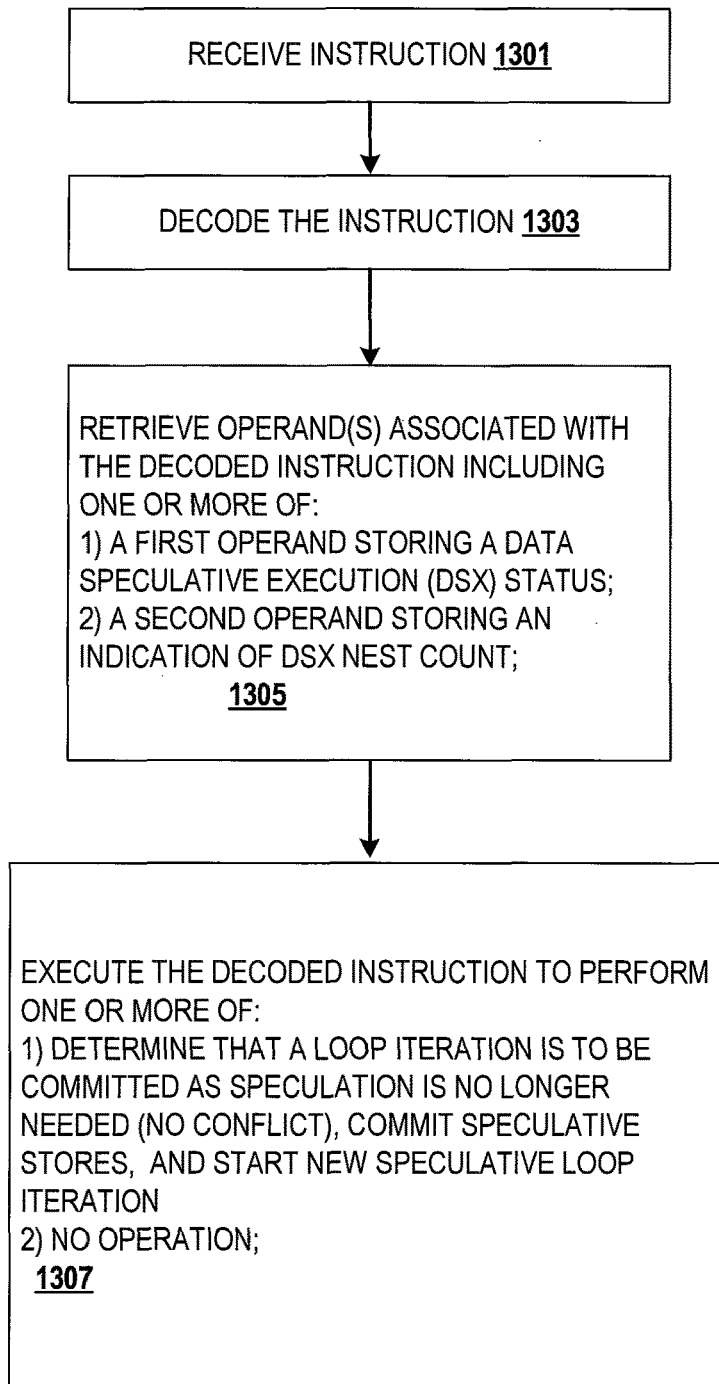 RECEIVE INSTRUCTION 1301
DECODE THE INSTRUCTION 1303
RETRIEVE OPERAND(S) ASSOCIATED WITH
THE DECODED INSTRUCTION INCLUDING
ONE OR MORE OF:
1) A FIRST OPERAND STORING A DATA
SPECULATIVE EXECUTION (DSX) STATUS;
2) A SECOND OPERAND STORING AN
INDICATION OF DSX NEST COUNT;
1305
EXECUTE THE DECODED INSTRUCTION TO PERFORM
ONE OR MORE OF:
1) DETERMINE THAT A LOOP ITERATION IS TO BE
COMMITTED AS SPECULATION IS NO LONGER
NEEDED (NO CONFLICT), COMMIT SPECULATIVE
STORES, AND START NEW SPECULATIVE LOOP
ITERATION
2) NO OPERATION;
1307